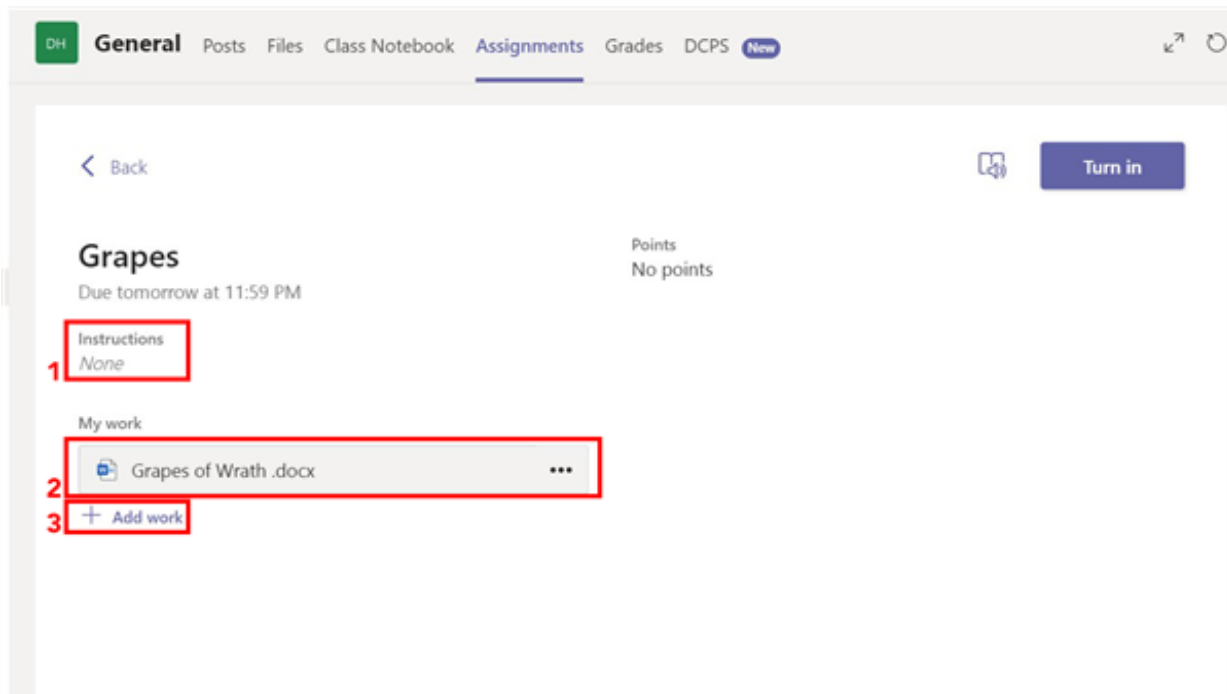 DH General Posts Files Class Notebook Assignments Grades DCPS New
Back
Turn in
Grapes
Due tomorrow at 11:59 PM
Points
No points
Instructions
None
1
My work
Grapes of Wrath .docx
2
+ Add work
3